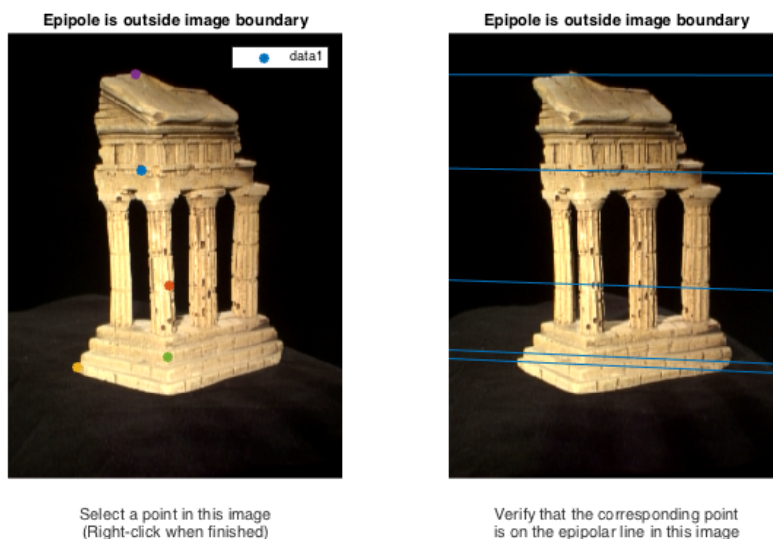 Epipole is outside image boundary
data1
Select a point in this image
(Right-click when finished)
Epipole is outside image boundary
Verify that the corresponding point
is on the epipolar line in this image